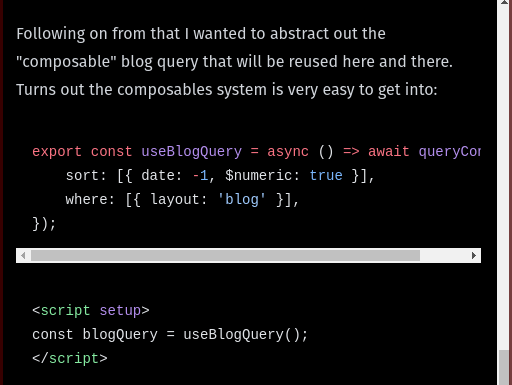 Following on from that I wanted to abstract out the
"composable" blog query that will be reused here and there.
Turns out the composables system is very easy to get into:
export const useBlogQuery = async () => await
    sort: [{ date: -1, $numeric: true }],
    where: [{ layout: 'blog' }],
});
<script setup>
const blogQuery = useBlogQuery();
</script>